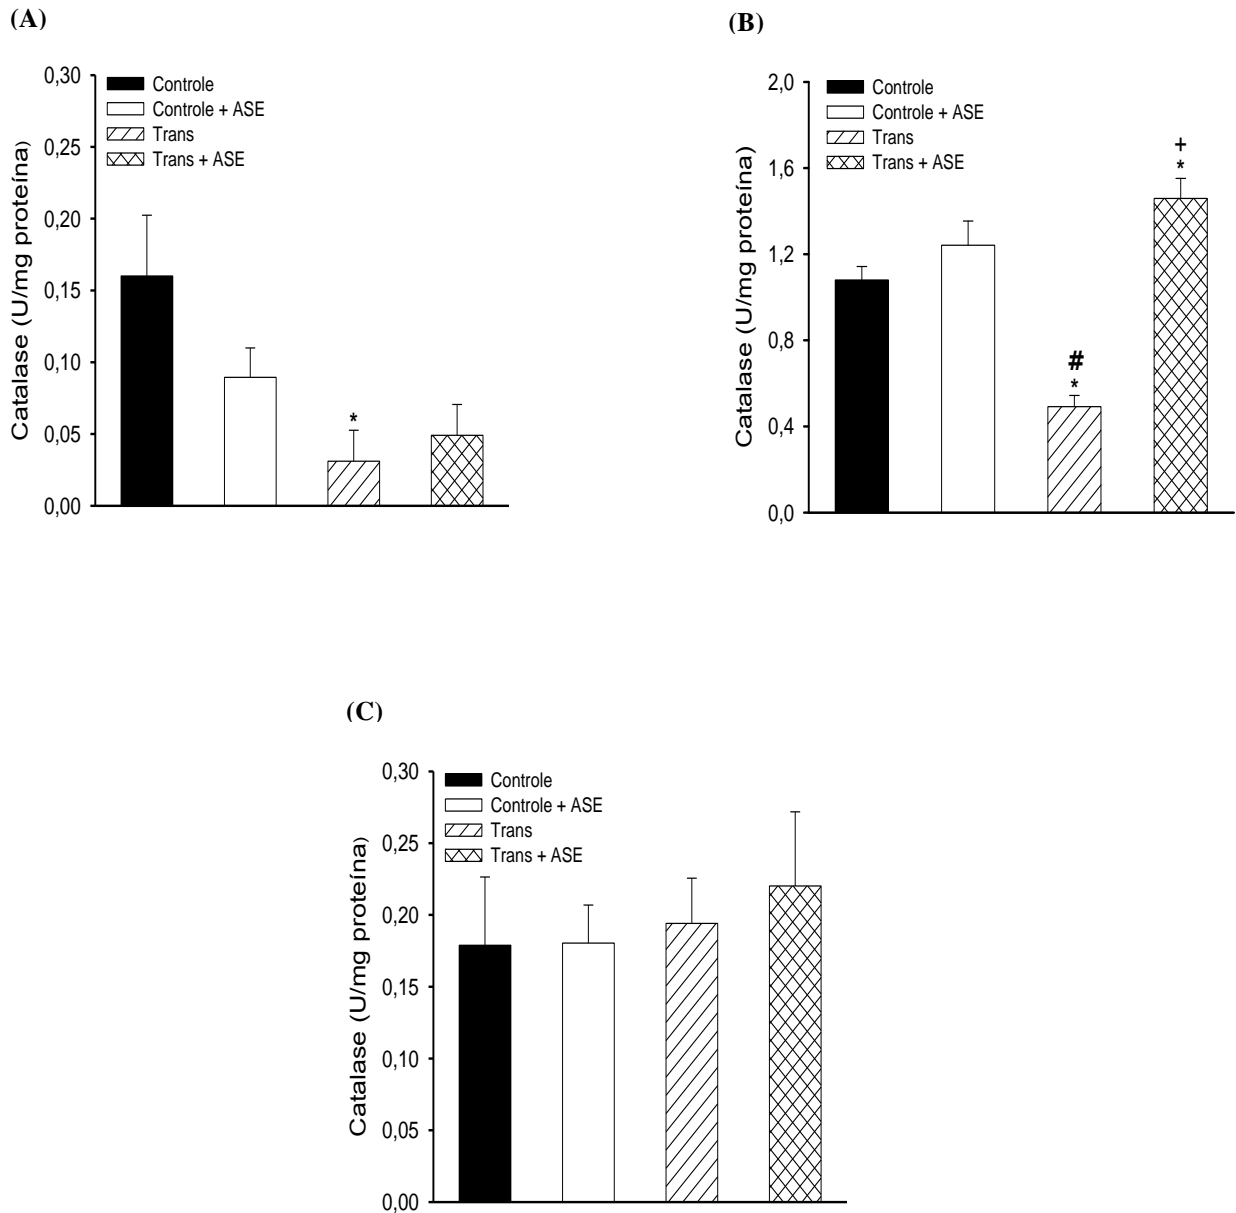 (A)
Catalase (U/mg proteína)
0,30
0,25
0,20
0,15
0,10
0,05
0,00
Controle
Controle + ASE
Trans
Trans + ASE
*
(B)
Catalase (U/mg proteína)
2,0
1,6
1,2
0,8
0,4
0,0
Controle
Controle + ASE
Trans
Trans + ASE
#
*
+
*
(C)
Catalase (U/mg proteína)
0,30
0,25
0,20
0,15
0,10
0,05
0,00
Controle
Controle + ASE
Trans
Trans + ASE